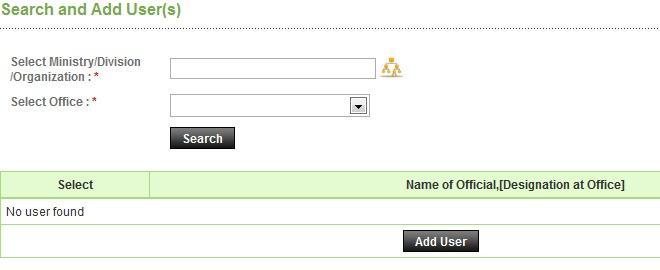 Search and Add User(s)
Select Ministry/Division
/Organization : *
Select Office : *
Search
Select Name of Official,[Designation at Office]
No user found
Add User